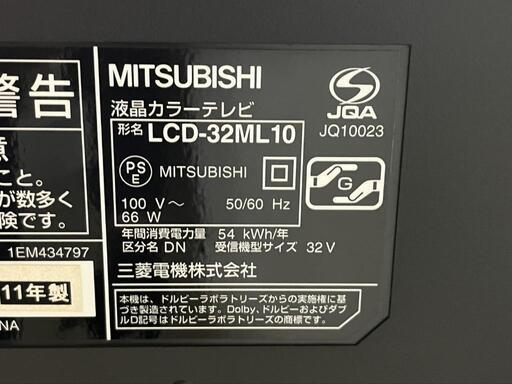 警告
意
こと。
が数多く
険です。
1EM434797
11年製
NA
MITSUBISHI
液晶カラーテレビ
形名 LCD-32ML10
PS
E
MITSUBISHI
100 V～ 50/60 Hz
66 W
年間消費電力量 54 kWh/年
区分名 DN 受信機型サイズ 32V
三菱電機株式会社
本機は、ドルビーラボラトリーズからの実施権に基
づき製造されています。Dolby、ドルビーおよびダブ
ルD記号はドルビーラボラトリーズの商標です。
S
JQA
JQ10023
G